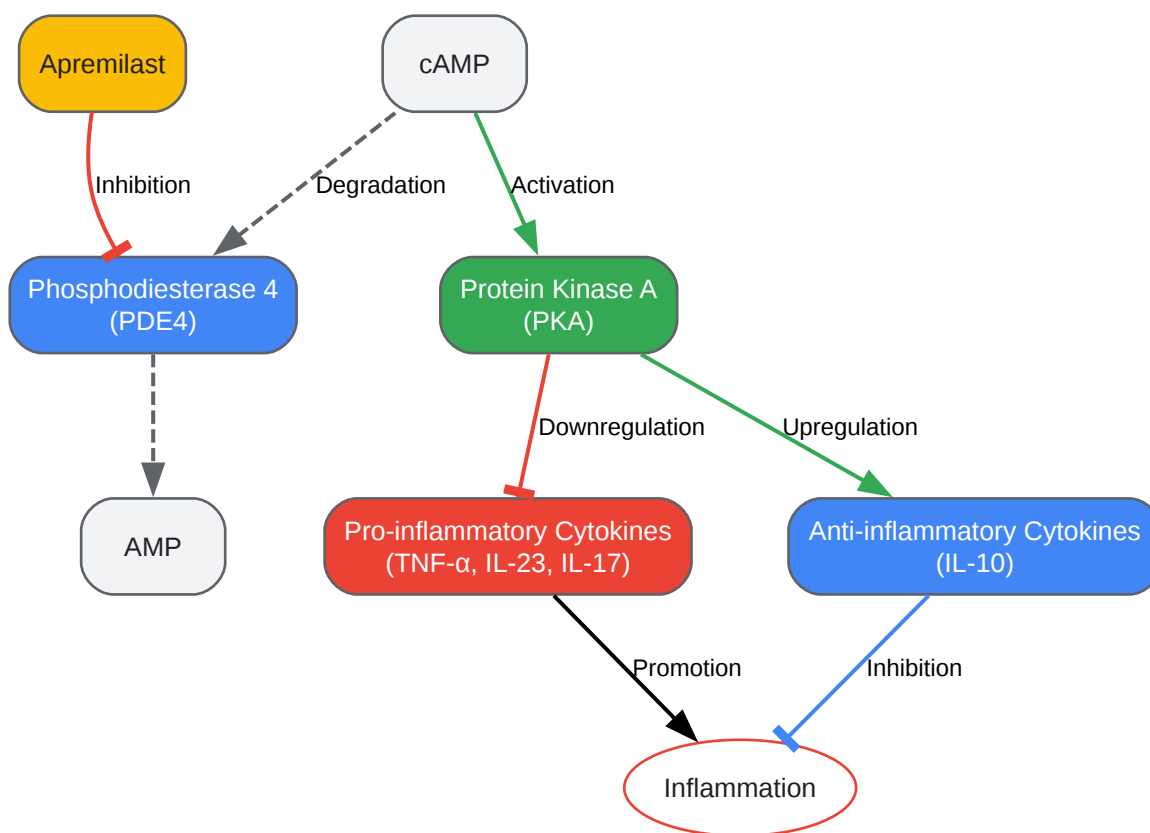 Apremilast
cAMP
Inhibition
Degradation
Activation
Phosphodiesterase 4
(PDE4)
Protein Kinase A
(PKA)
Downregulation
Upregulation
AMP
Pro-inflammatory Cytokines
(TNF-α, IL-23, IL-17)
Anti-inflammatory Cytokines
(IL-10)
Promotion
Inhibition
Inflammation